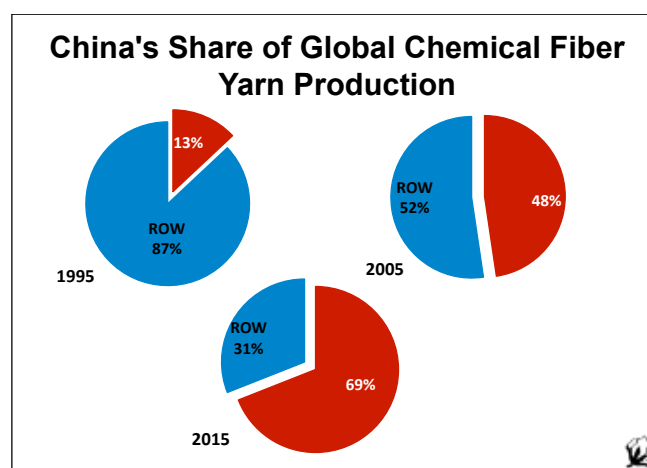 China's Share of Global Chemical Fiber
Yarn Production
13%
ROW
87%
1995
ROW
52%
48%
2005
ROW
31%
69%
2015